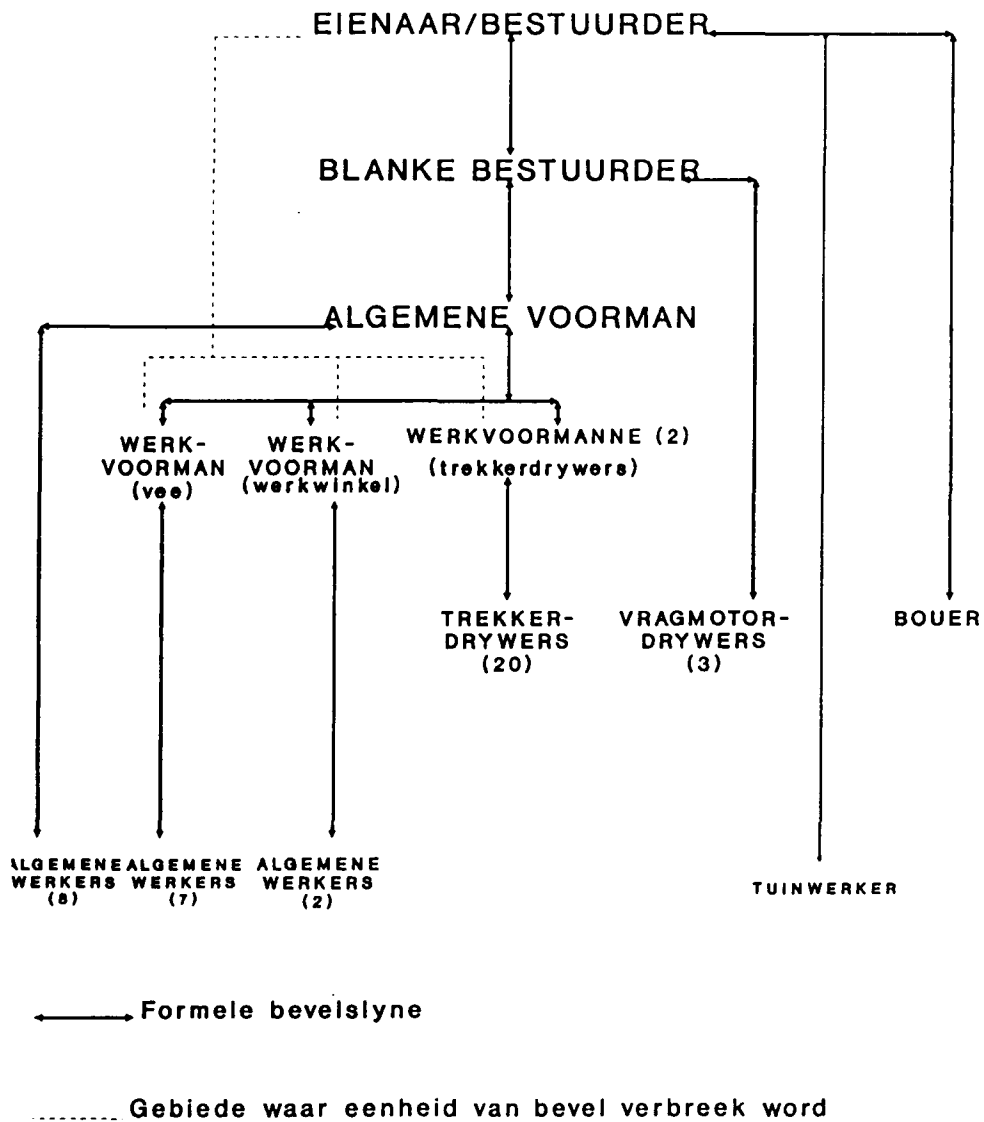 EIENAAR/BESTUURDER
BLANKE BESTUURDER
ALGEMENE VOORMAN
WERK-
VOORMAN
(vee)
WERK-
VOORMAN
(werkwinkel)
WERKVOORMANNE (2)
(trekkerdrywers)
TREKKER-
DRYWERS
(20)
VRAGMOTOR-
DRYWERS
(3)
BOUER
ALGEMENE
WERKERS
(8)
ALGEMENE
WERKERS
(7)
ALGEMENE
WERKERS
(2)
TUINWERKER
Formele bevelslyne
Gebiede waar eenheid van bevel verbreek word